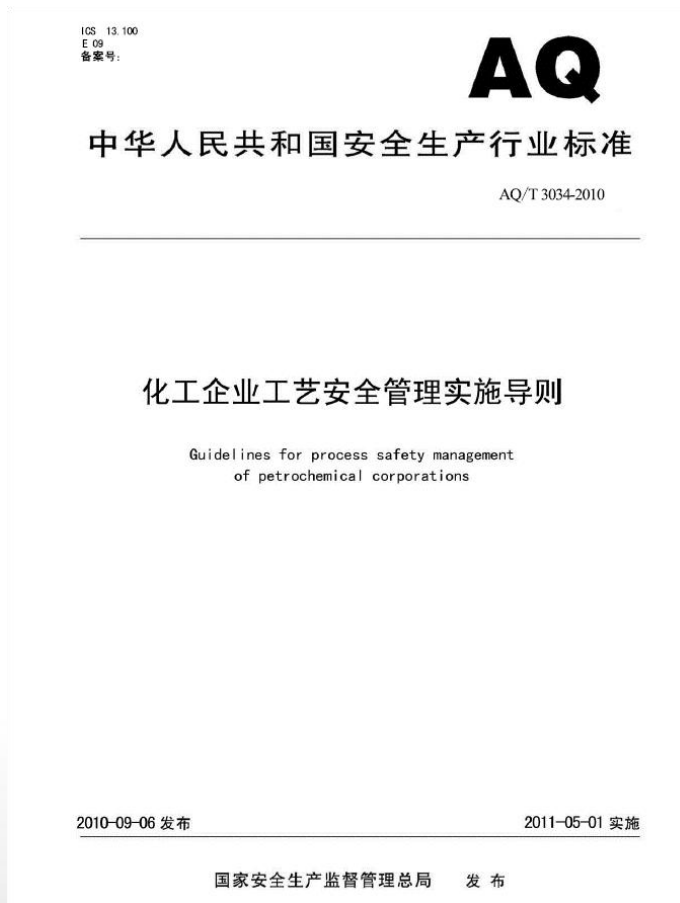 ICS 13.100
E 09
备案号:
AQ
中华人民共和国安全生产行业标准
AQ/T 3034-2010
化工企业工艺安全管理实施导则
Guidelines for process safety management
of petrochemical corporations
2010-09-06 发布
2011-05-01 实施
国家安全生产监督管理总局 发 布